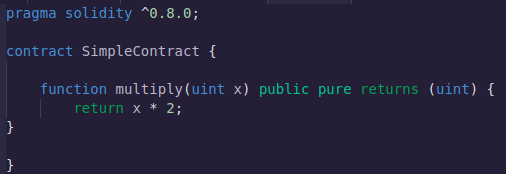 pragma solidity ^0.8.0;
contract SimpleContract {
    function multiply(uint x) public pure returns (uint) {
        return x * 2;
}
}